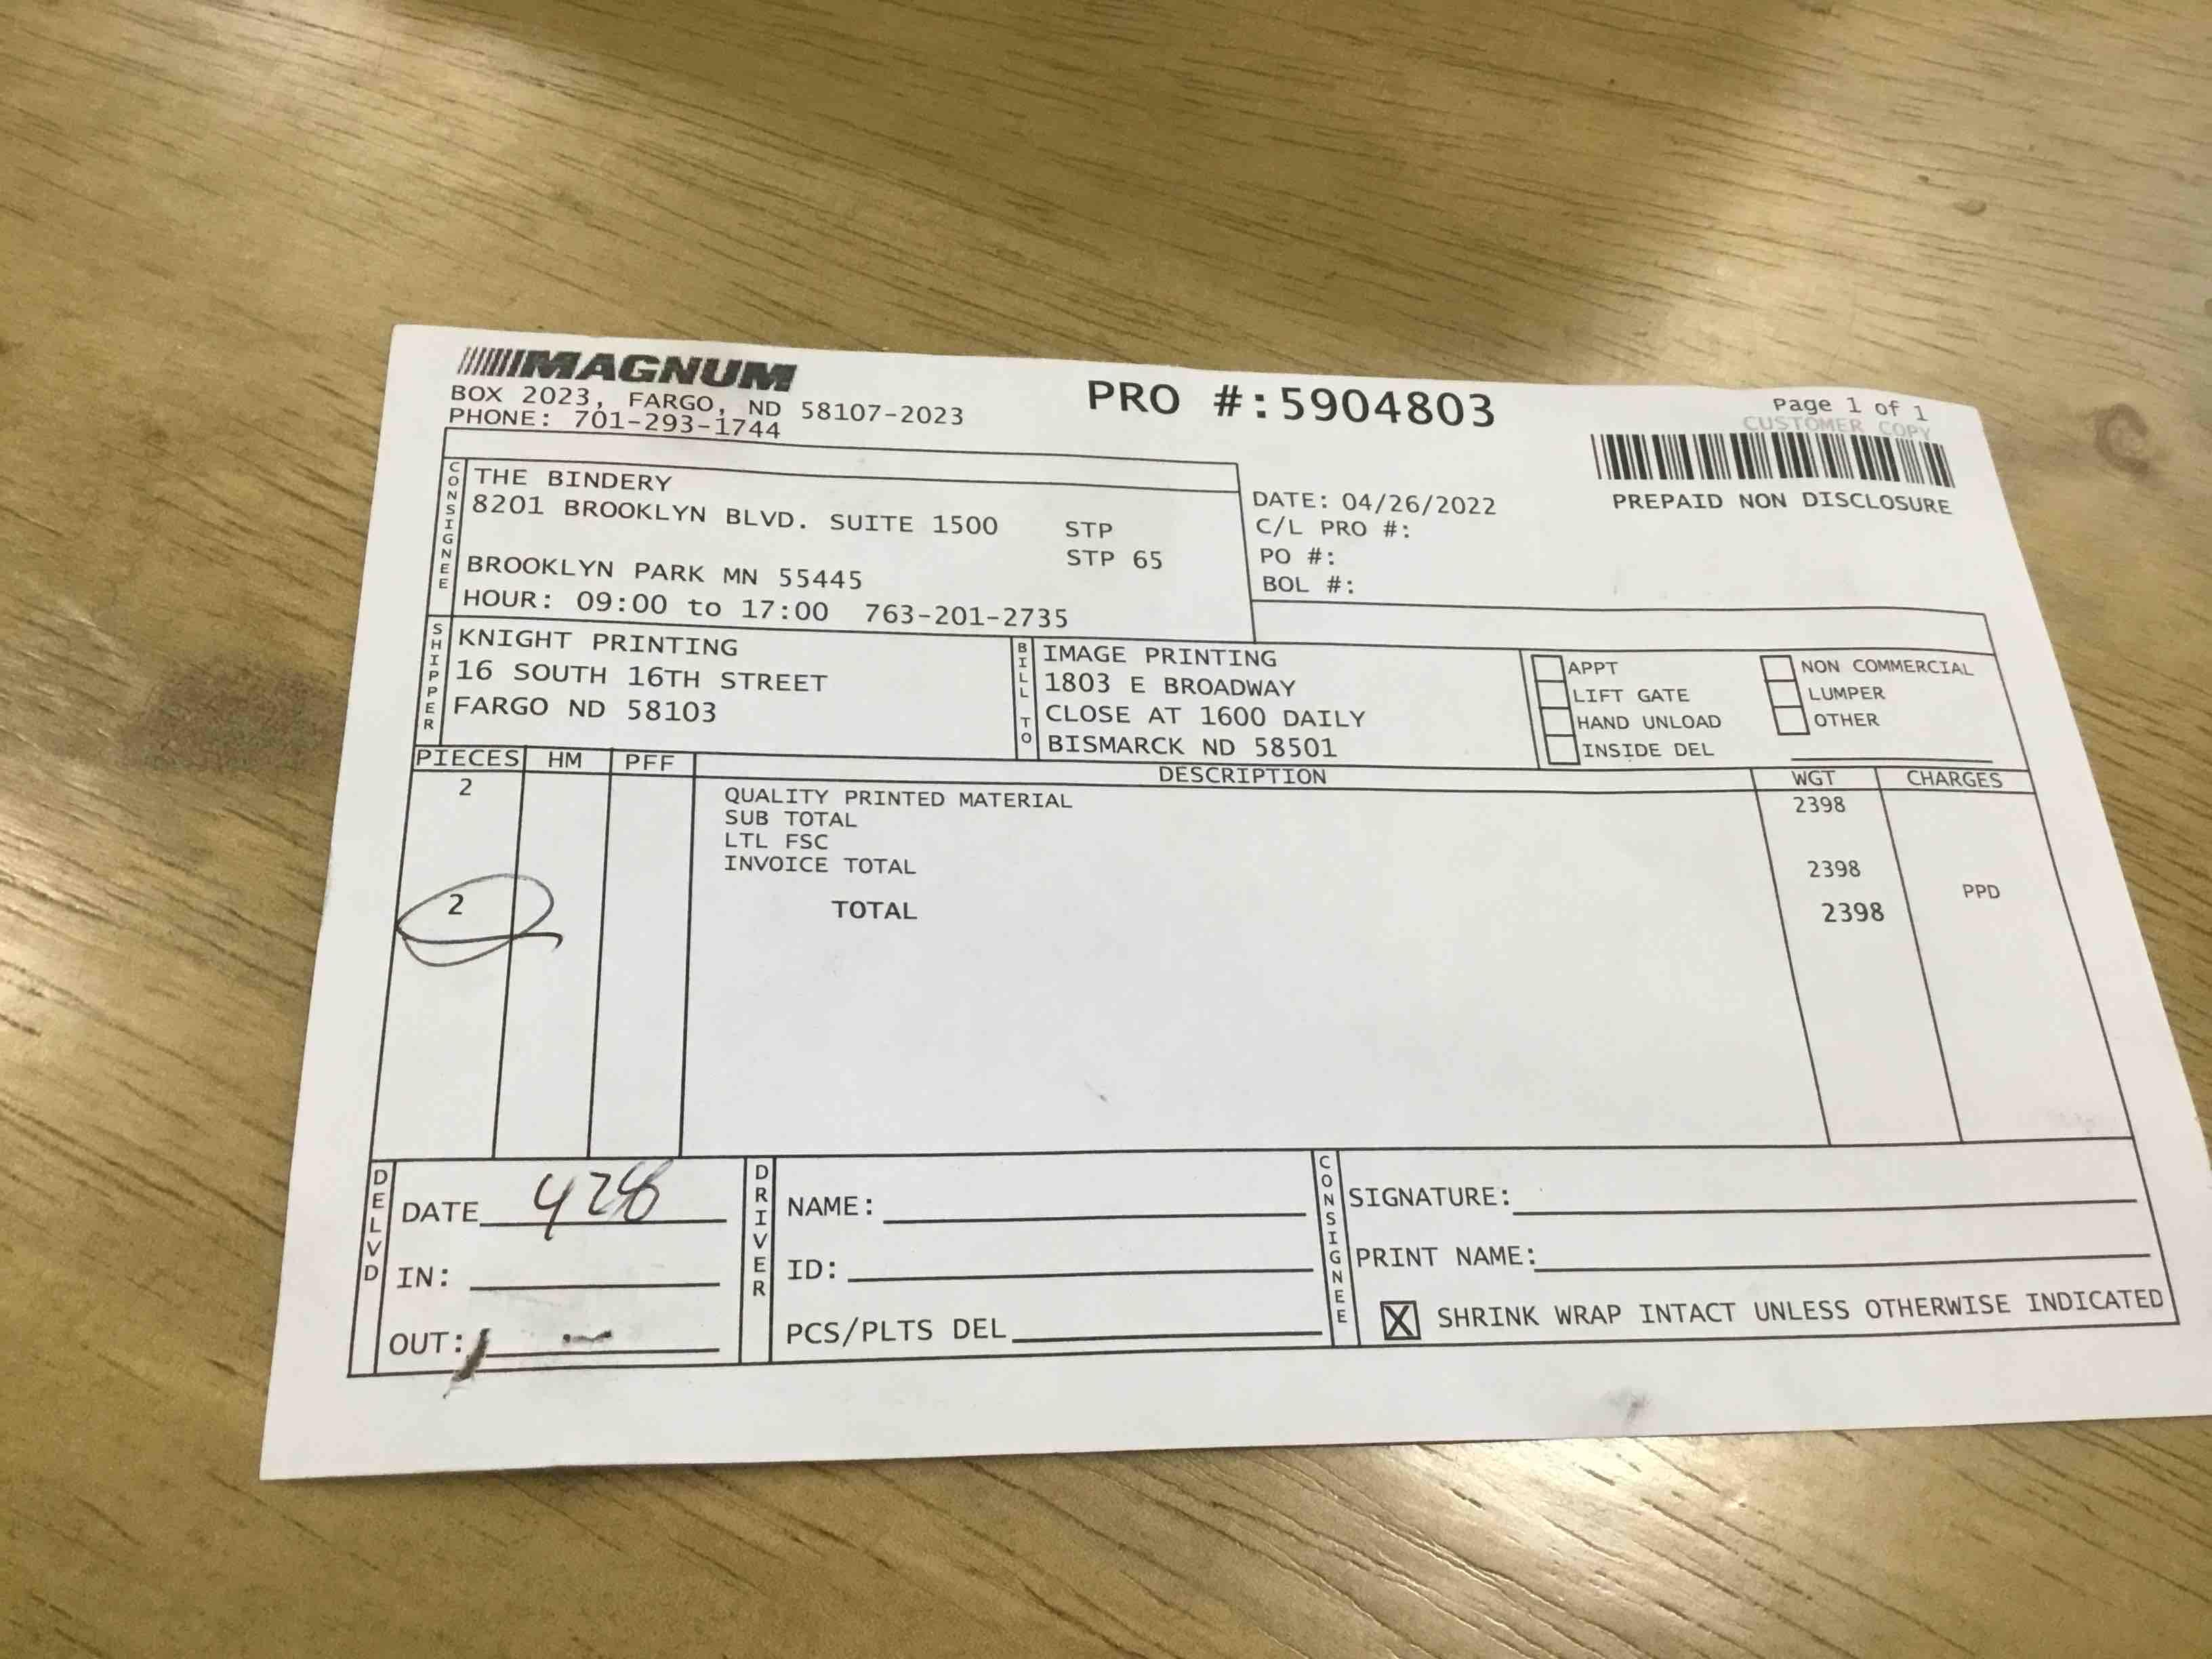 MAGNUM
BOX 2023, FARGO, ND 58107-2023
PHONE: 701-293-1744
PRO #:5904803
Page 1 of 1
CUSTOMER COPY
PREPAID NON DISCLOSURE
CONSIGNEE
THE BINDERY
8201 BROOKLYN BLVD. SUITE 1500 STP
STP 65
BROOKLYN PARK MN 55445
HOUR: 09:00 to 17:00 763-201-2735
DATE: 04/26/2022
C/L PRO #:
PO #:
BOL #:
SHIPPER
KNIGHT PRINTING
16 SOUTH 16TH STREET
FARGO ND 58103
BILL TO
IMAGE PRINTING
1803 E BROADWAY
CLOSE AT 1600 DAILY
BISMARCK ND 58501
APPT
LIFT GATE
HAND UNLOAD
INSIDE DEL
NON COMMERCIAL
LUMPER
OTHER
PIECES HM PFF DESCRIPTION WGT CHARGES
2 QUALITY PRINTED MATERIAL 2398
SUB TOTAL
LTL FSC
INVOICE TOTAL 2398
PPD
2 TOTAL 2398
DELVD
DATE 428
IN:
OUT:
DRIVER
NAME:
ID:
PCS/PLTS DEL
CONSIGNEE
SIGNATURE:
PRINT NAME:
X SHRINK WRAP INTACT UNLESS OTHERWISE INDICATED